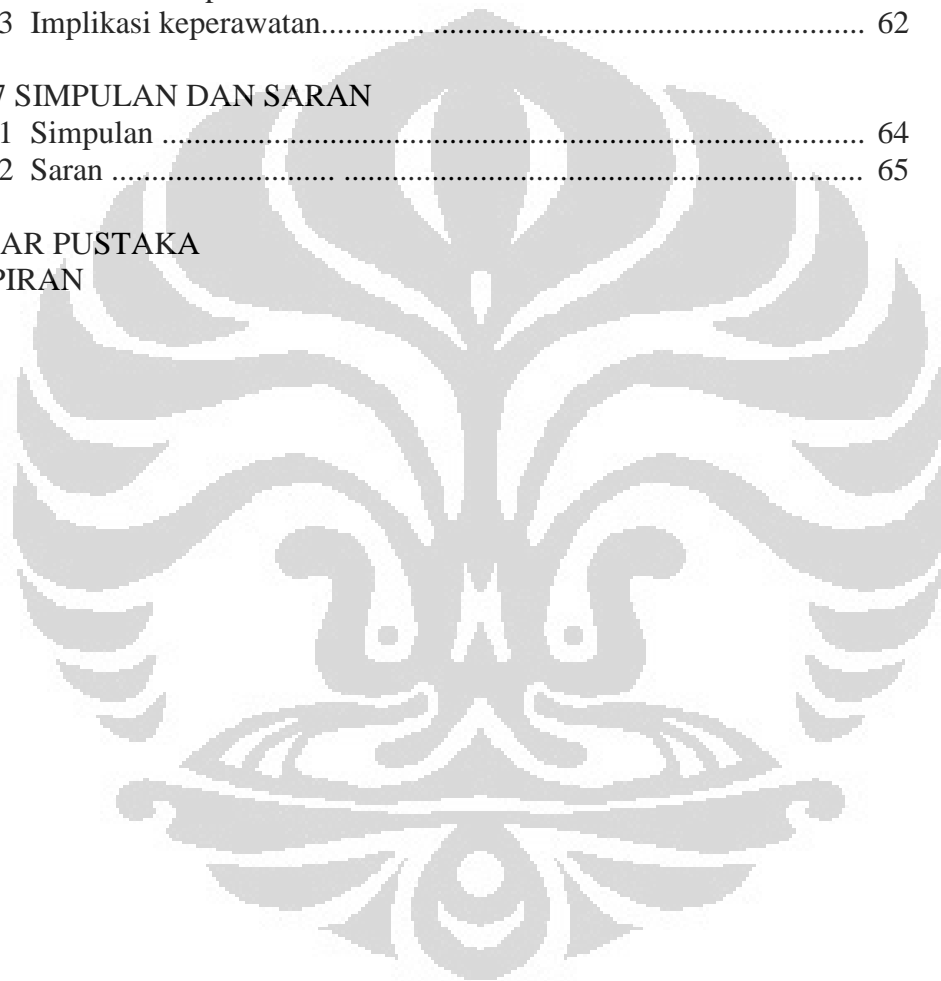 3 Implikasi keperawatan............. .......................................................... 62
7 SIMPULAN DAN SARAN
1 Simpulan ............................................................................................... 64
2 Saran .............................. ...................................................................... 65
AR PUSTAKA
PIRAN